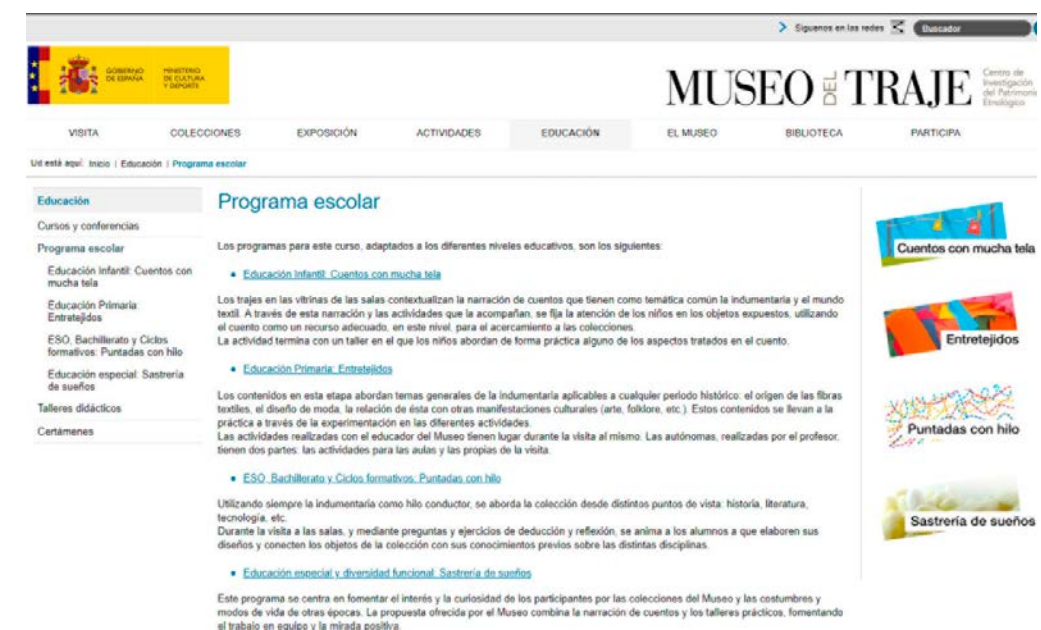 Síguenos en las redes
Buscador
GOBIERNO
DE ESPAÑA
MINISTERIO
DE CULTURA
Y DEPORTE
MUSEO DEL TRAJE
Centro de
Investigación
del Patrimonio
Etnológico
VISITA COLECCIONES EXPOSICIÓN ACTIVIDADES EDUCACIÓN EL MUSEO BIBLIOTECA PARTICIPA
Ud está aquí: Inicio | Educación | Programa escolar
Educación
Cursos y conferencias
Programa escolar
Educación Infantil: Cuentos con
mucha tela
Educación Primaria:
Entretejidos
ESO, Bachillerato y Ciclos
formativos: Puntadas con hilo
Educación especial: Sastrería
de sueños
Talleres didácticos
Certámenes
Programa escolar
Los programas para este curso, adaptados a los diferentes niveles educativos, son los siguientes:
• Educación Infantil: Cuentos con mucha tela
Los trajes en las vitrinas de las salas contextualizan la narración de cuentos que tienen como temática común la indumentaria y el mundo
textil. A través de esta narración y las actividades que la acompañan, se fija la atención de los niños en los objetos expuestos, utilizando
el cuento como un recurso adecuado, en este nivel, para el acercamiento a las colecciones.
La actividad termina con un taller en el que los niños abordan de forma práctica alguno de los aspectos tratados en el cuento.
• Educación Primaria: Entretejidos
Los contenidos en esta etapa abordan temas generales de la indumentaria aplicables a cualquier periodo histórico: el origen de las fibras
textiles, el diseño de moda, la relación de ésta con otras manifestaciones culturales (arte, folklore, etc.). Estos contenidos se llevan a la
práctica a través de la experimentación en las diferentes actividades.
Las actividades realizadas con el educador del Museo tienen lugar durante la visita al mismo. Las autónomas, realizadas por el profesor,
tienen dos partes: las actividades para las aulas y las propias de la visita.
• ESO, Bachillerato y Ciclos formativos: Puntadas con hilo
Utilizando siempre la indumentaria como hilo conductor, se aborda la colección desde distintos puntos de vista: historia, literatura,
tecnología, etc.
Durante la visita a las salas, y mediante preguntas y ejercicios de deducción y reflexión, se anima a los alumnos a que elaboren sus
diseños y conecten los objetos de la colección con sus conocimientos previos sobre las distintas disciplinas.
• Educación especial y diversidad funcional: Sastrería de sueños
Este programa se centra en fomentar el interés y la curiosidad de los participantes por las colecciones del Museo y las costumbres y
modos de vida de otras épocas. La propuesta ofrecida por el Museo combina la narración de cuentos y los talleres prácticos, fomentando
el trabajo en equipo y la mirada positiva.
Cuentos con mucha tela
Entretejidos
Puntadas con hilo
Sastrería de sueños